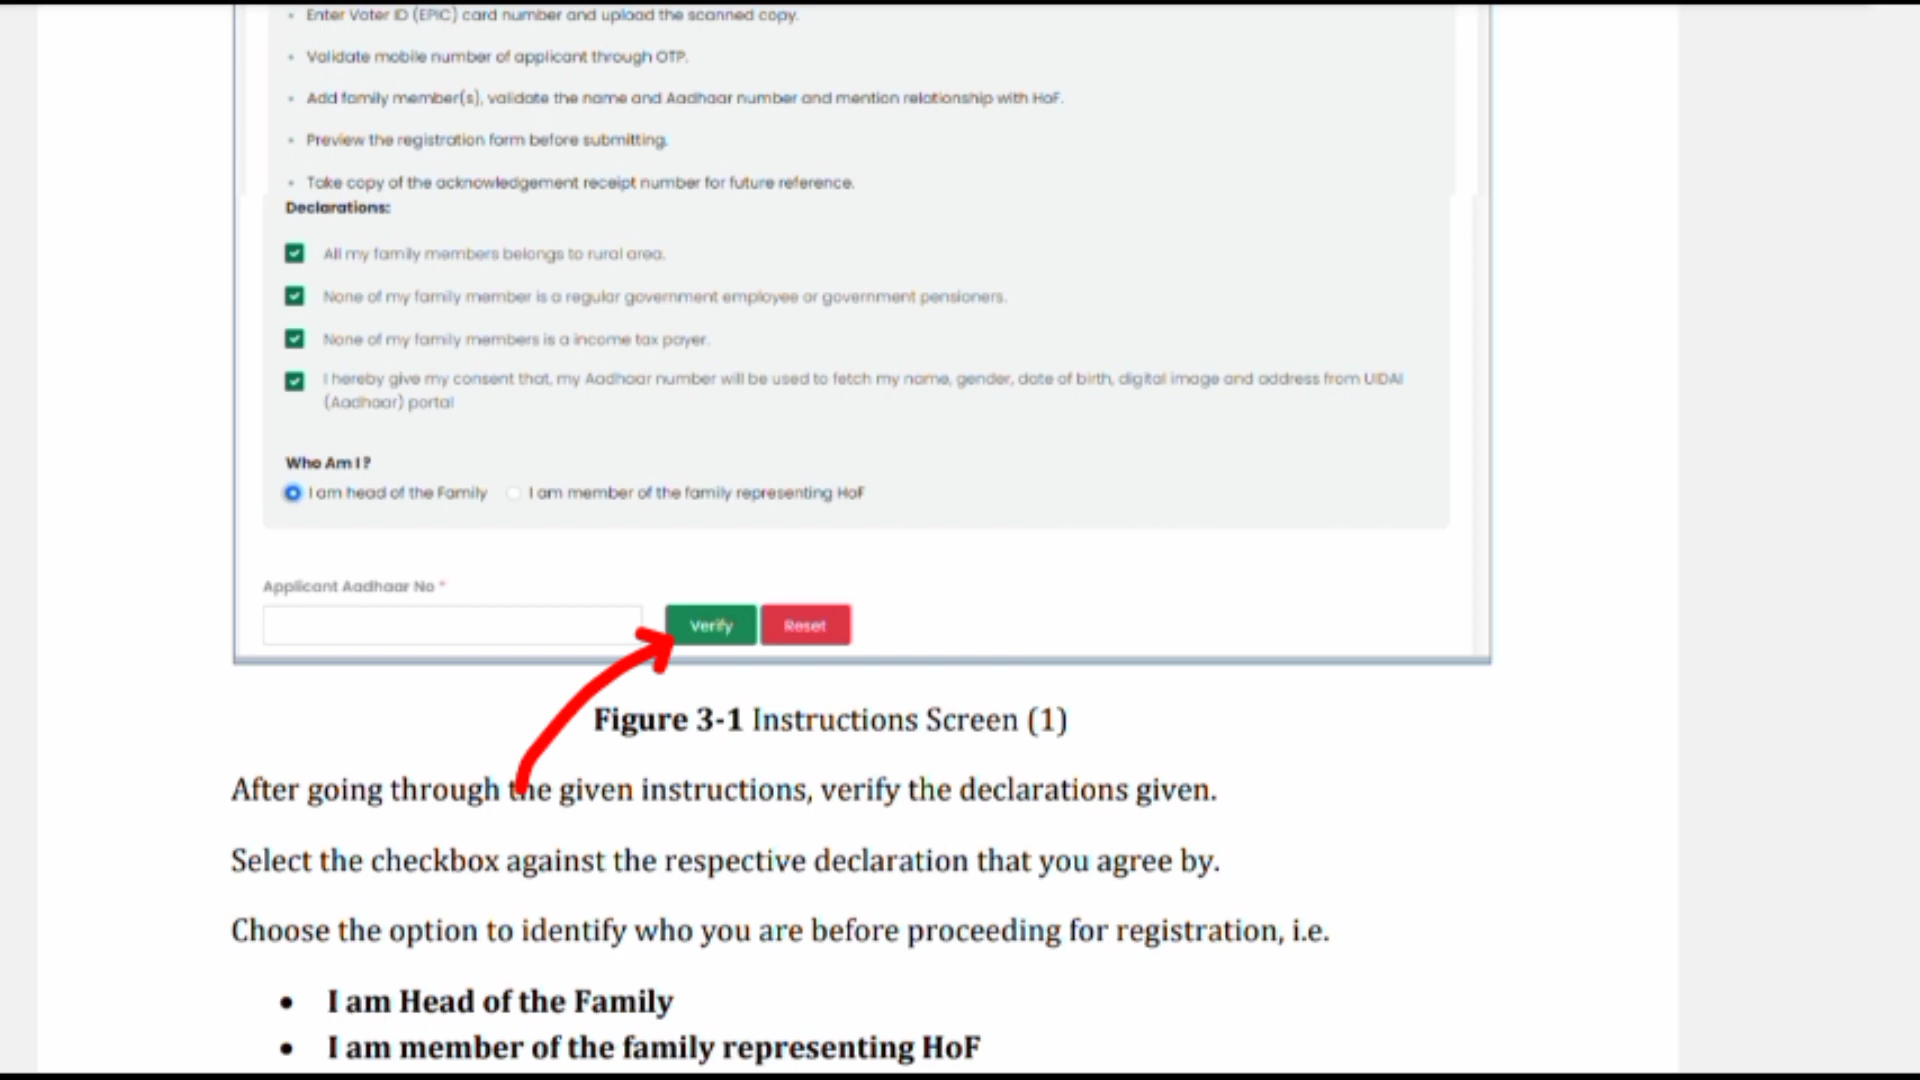 • Enter Voter ID (EPIC) card number and upload the scanned copy.
• Validate mobile number of applicant through OTP.
• Add family member(s), validate the name and Aadhaar number and mention relationship with HoF.
• Preview the registration form before submitting.
• Take copy of the acknowledgement receipt number for future reference.
Declarations:
All my family members belongs to rural area.
None of my family member is a regular government employee or government pensioners.
None of my family members is a income tax payer.
I hereby give my consent that, my Aadhaar number will be used to fetch my name, gender, date of birth, digital image and address from UIDAI
(Aadhaar) portal
Who Am I?
I am head of the Family I am member of the family representing HoF
Applicant Aadhaar No *
Verify Reset
Figure 3-1 Instructions Screen (1)
After going through the given instructions, verify the declarations given.
Select the checkbox against the respective declaration that you agree by.
Choose the option to identify who you are before proceeding for registration, i.e.
• I am Head of the Family
• I am member of the family representing HoF